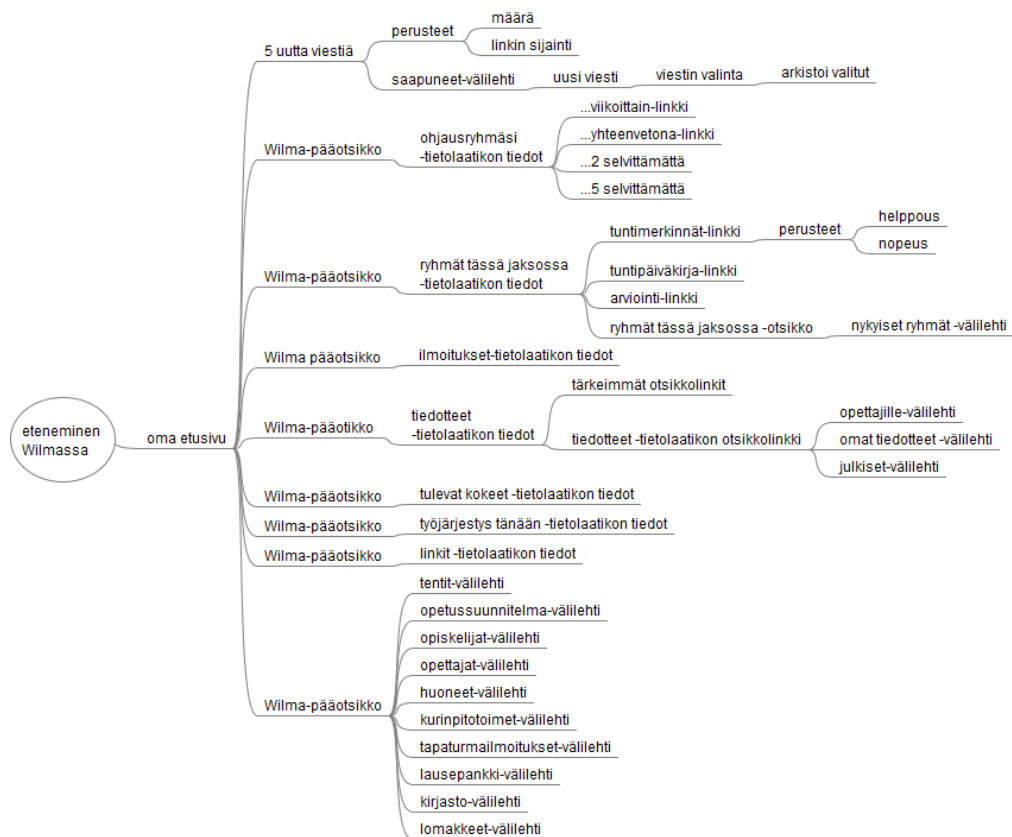 määrä
perusteet
linkin sijainti
5 uutta viestiä
saapuneet-välilehti
uusi viesti
viestin valinta
arkistoi valitut
...viikoittain-linkki
Wilma-pääotsikko
ohjausryhmäsi
-tietolaatikon tiedot
...yhteenvetona-linkki
...2 selvittämättä
...5 selvittämättä
helppous
tuntimerkinnät-linkki
perusteet
nopeus
Wilma-pääotsikko
ryhmät tässä jaksossa
-tietolaatikon tiedot
tuntipäiväkirja-linkki
arviointi-linkki
ryhmät tässä jaksossa -otsikko
nykyiset ryhmät -välilehti
Wilma pääotsikko
ilmoitukset-tietolaatikon tiedot
tärkeimmät otsikkolinkit
eteneminen
Wilmassa
oma etusivu
Wilma-pääotikko
tiedotteet
-tietolaatikon tiedot
tiedotteet -tietolaatikon otsikkolinkki
opettajille-välilehti
omat tiedotteet -välilehti
julkiset-välilehti
Wilma-pääotsikko
tulevat kokeet -tietolaatikon tiedot
Wilma-pääotsikko
työjärjestys tänään -tietolaatikon tiedot
Wilma-pääotsikko
linkit -tietolaatikon tiedot
tentit-välilehti
opetussuunnitelma-välilehti
opiskelijat-välilehti
opettajat-välilehti
huoneet-välilehti
Wilma-pääotsikko
kurinpitotoimet-välilehti
tapaturmailmoitukset-välilehti
lausepankki-välilehti
kirjasto-välilehti
lomakkeet-välilehti